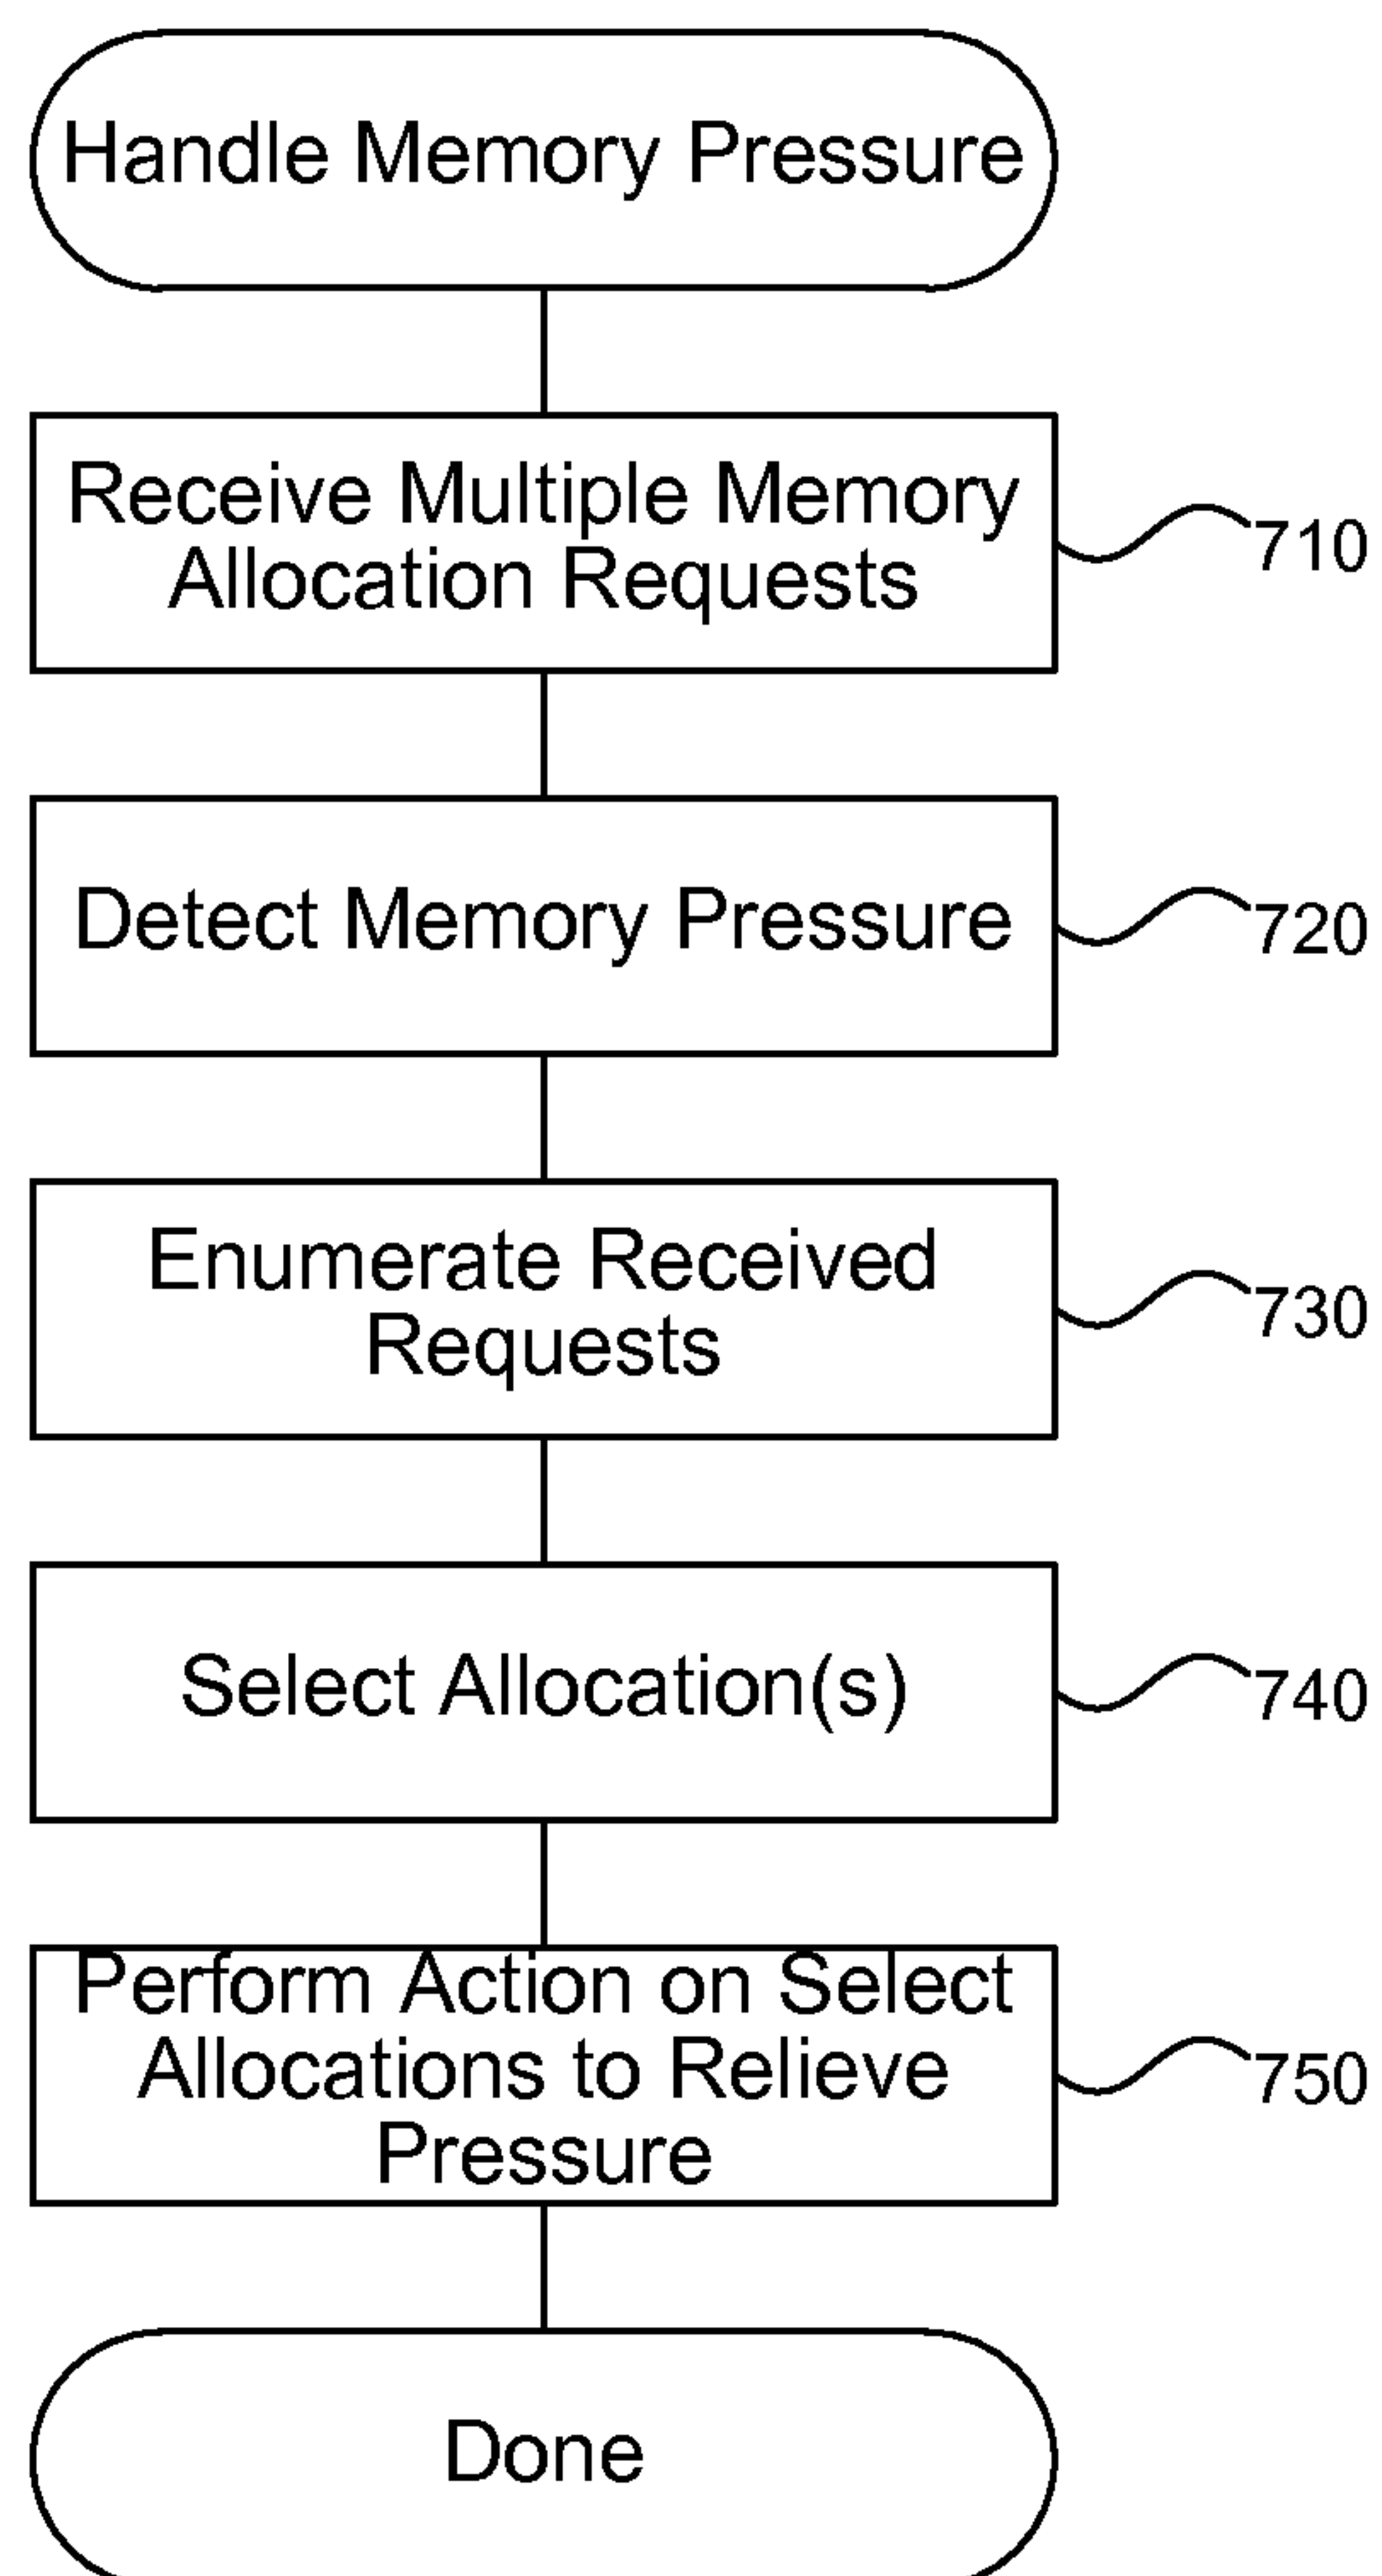 Handle Memory Pressure
Receive Multiple Memory
Allocation Requests
710
Detect Memory Pressure
720
Enumerate Received
Requests
730
Select Allocation(s)
740
Perform Action on Select
Allocations to Relieve
Pressure
750
Done